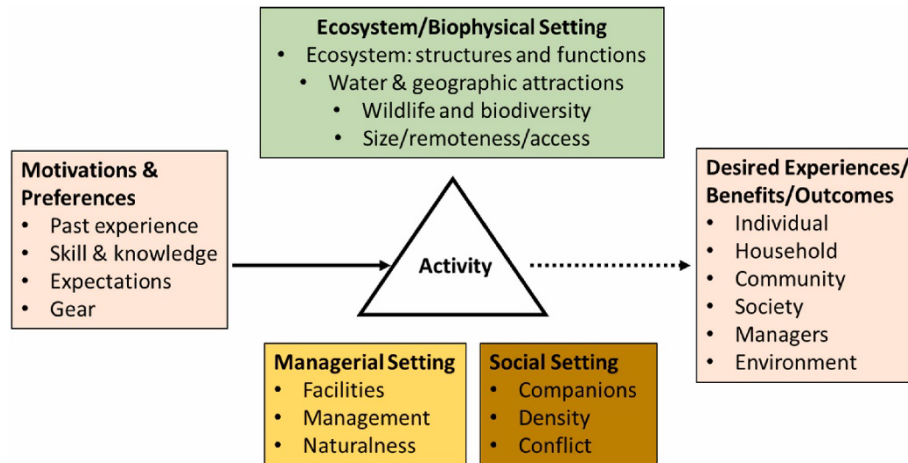 Ecosystem/Biophysical Setting
• Ecosystem: structures and functions
• Water & geographic attractions
• Wildlife and biodiversity
• Size/remoteness/access
Motivations &
Preferences
• Past experience
• Skill & knowledge
• Expectations
• Gear
Activity
Desired Experiences/
Benefits/Outcomes
• Individual
• Household
• Community
• Society
• Managers
• Environment
Managerial Setting
• Facilities
• Management
• Naturalness
Social Setting
• Companions
• Density
• Conflict